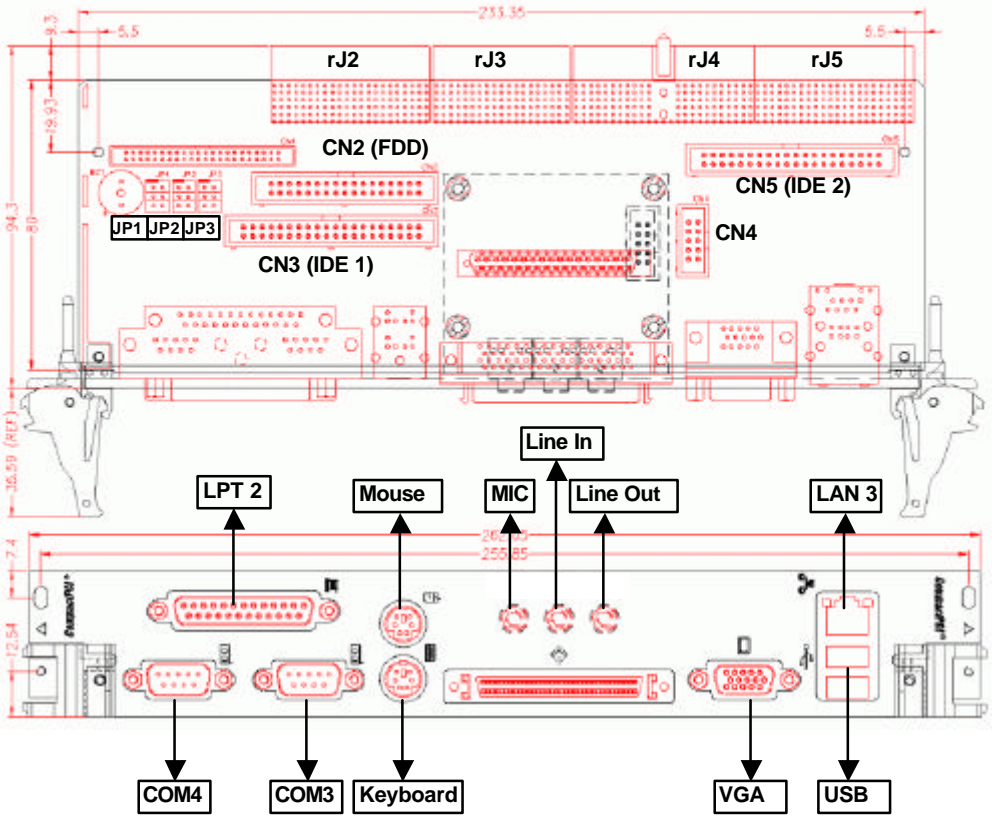 233.35
9.3
5.5
5.5
rJ2
rJ3
rJ4
rJ5
19.93
CN2 (FDD)
CN5 (IDE 2)
94.3
80
JP1
JP2
JP3
CN4
CN3 (IDE 1)
36.59 (REF)
Line In
LPT 2
Mouse
MIC
Line Out
LAN 3
7.4
255.85
12.54
COM4
COM3
Keyboard
VGA
USB